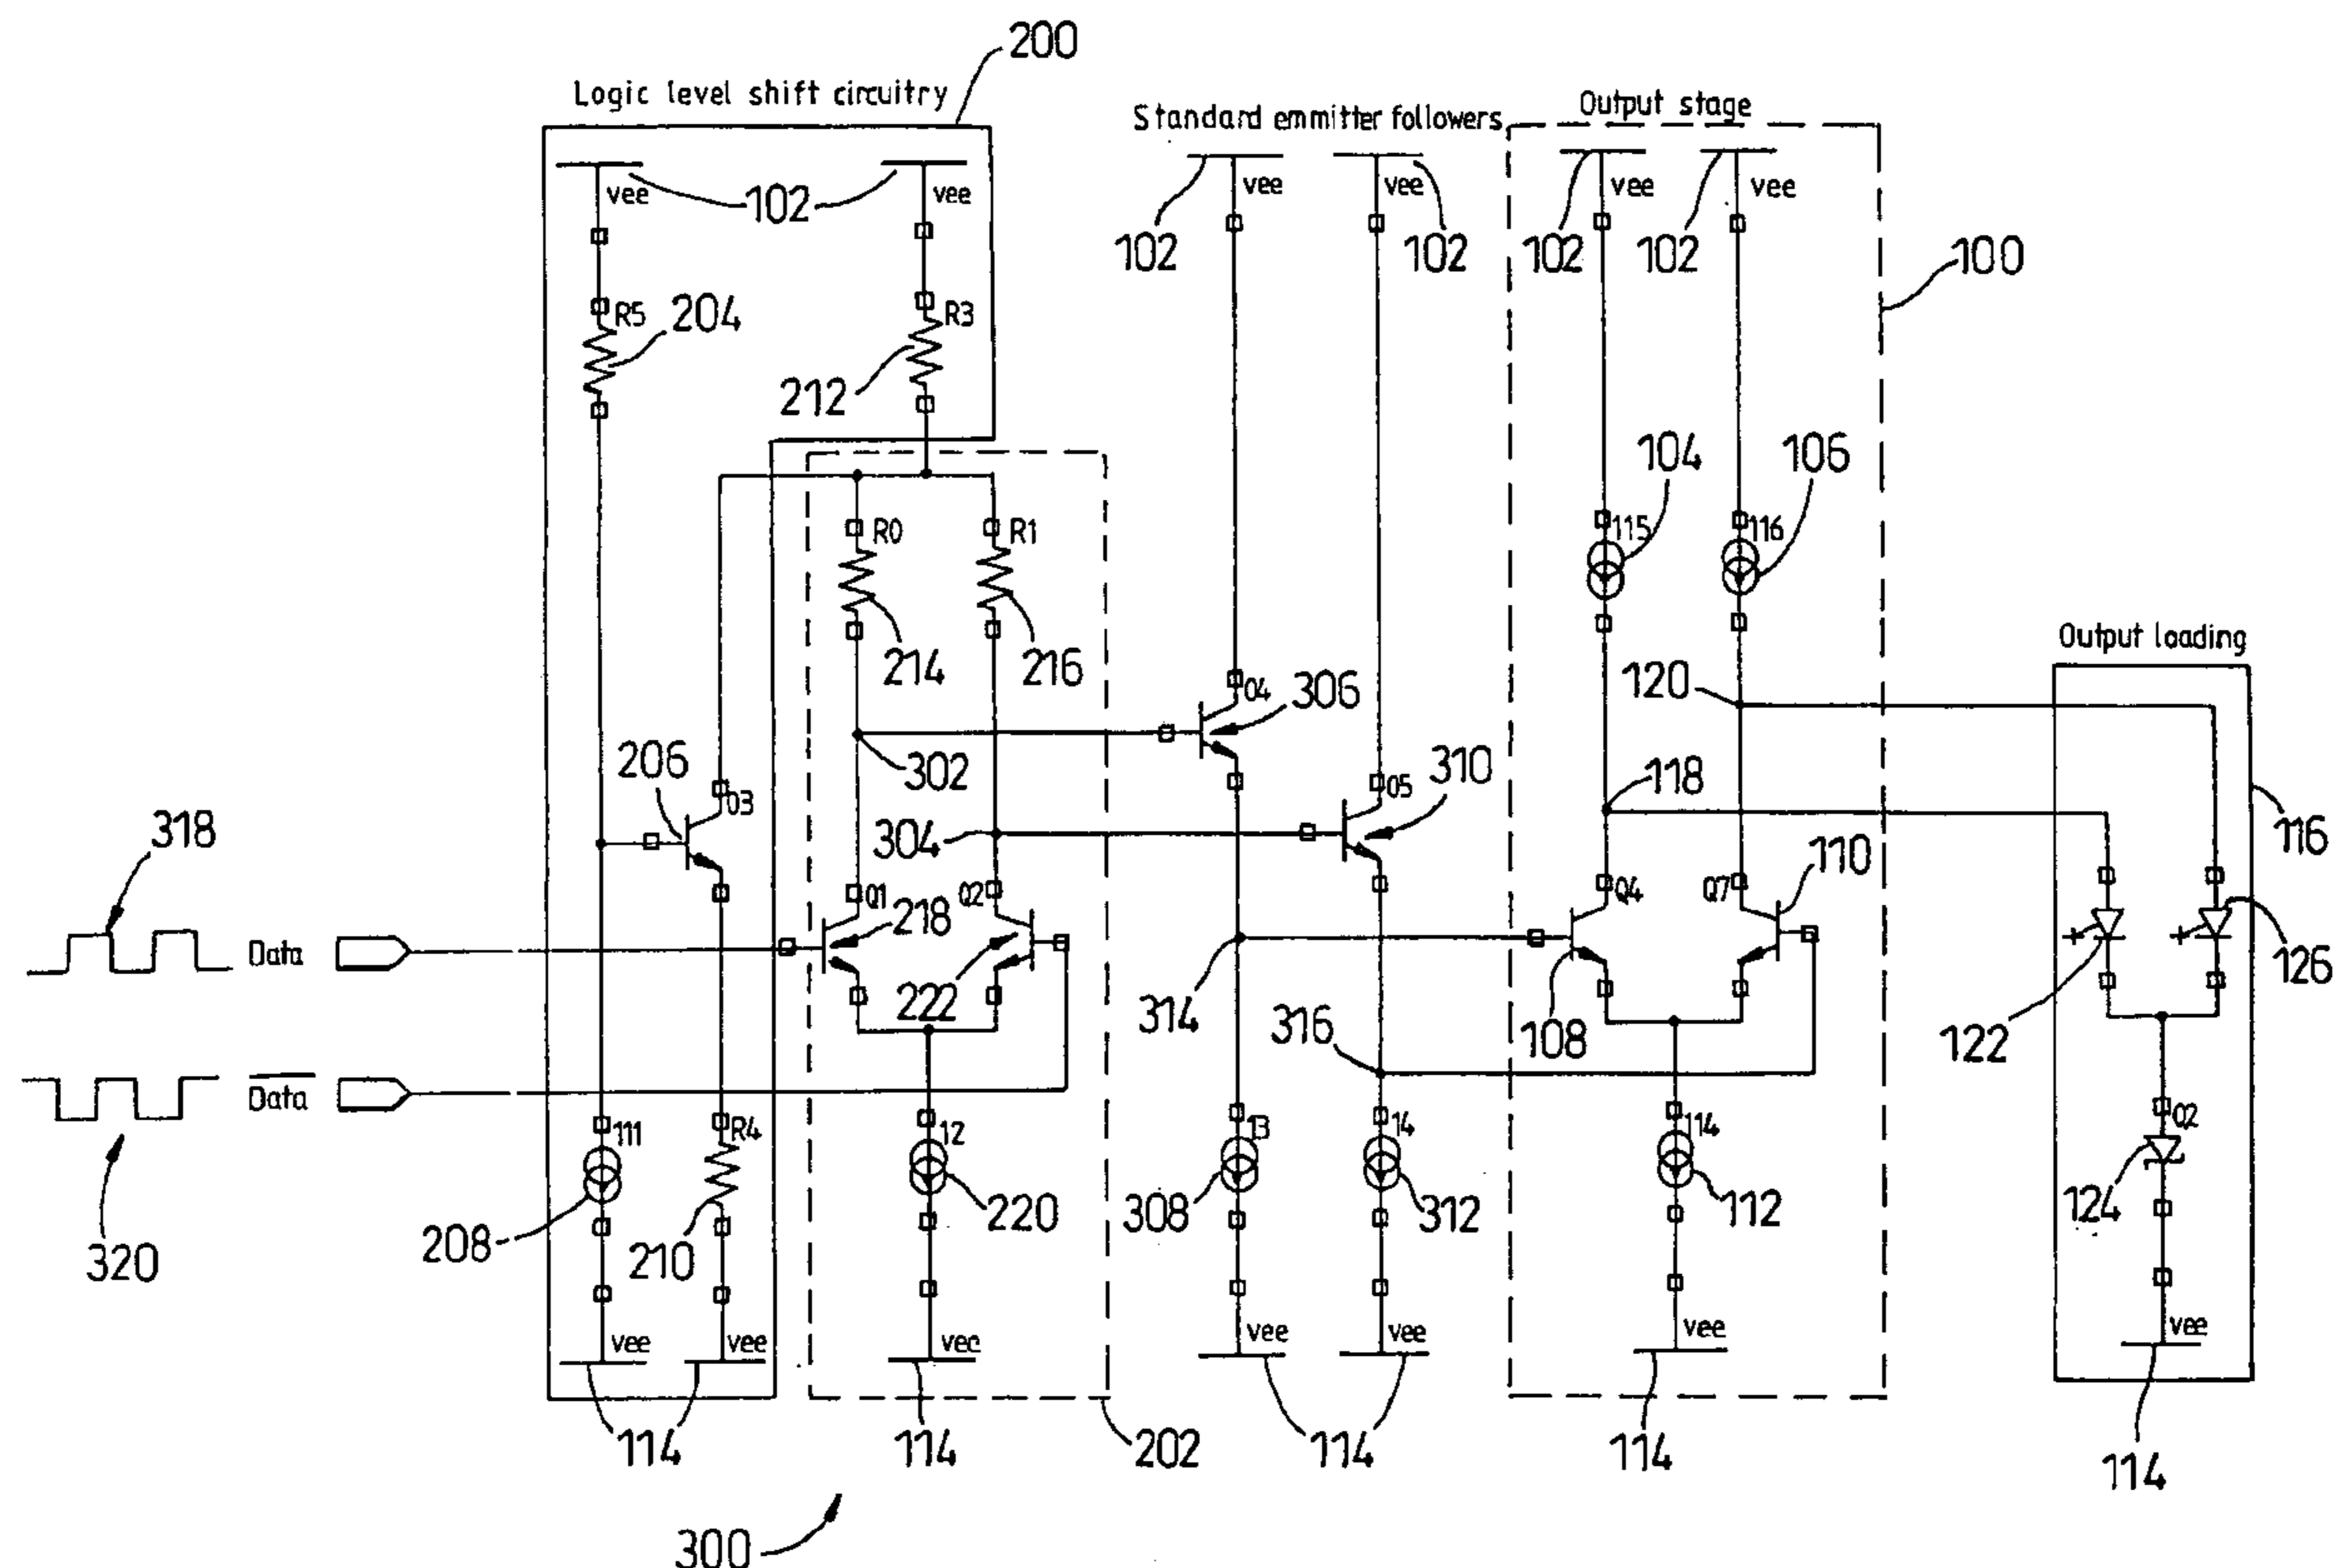 200
Logic level shift circuitry
Standard emmitter followers
Output stage
vee
102
vee
102
vee
vee
102
102
vee
102
vee
100
R5
204
R3
212
104
106
R0
R1
115
116
214
216
Output loading
120
04
306
302
206
03
310
05
118
318
304
116
110
Q1
218
Q2
Q4
Q7
Data
222
314
316
108
122
126
Data
111
R4
12
13
14
114
Q2
208
210
220
308
312
112
124
320
vee
vee
vee
vee
vee
vee
vee
114
114
202
114
114
114
300